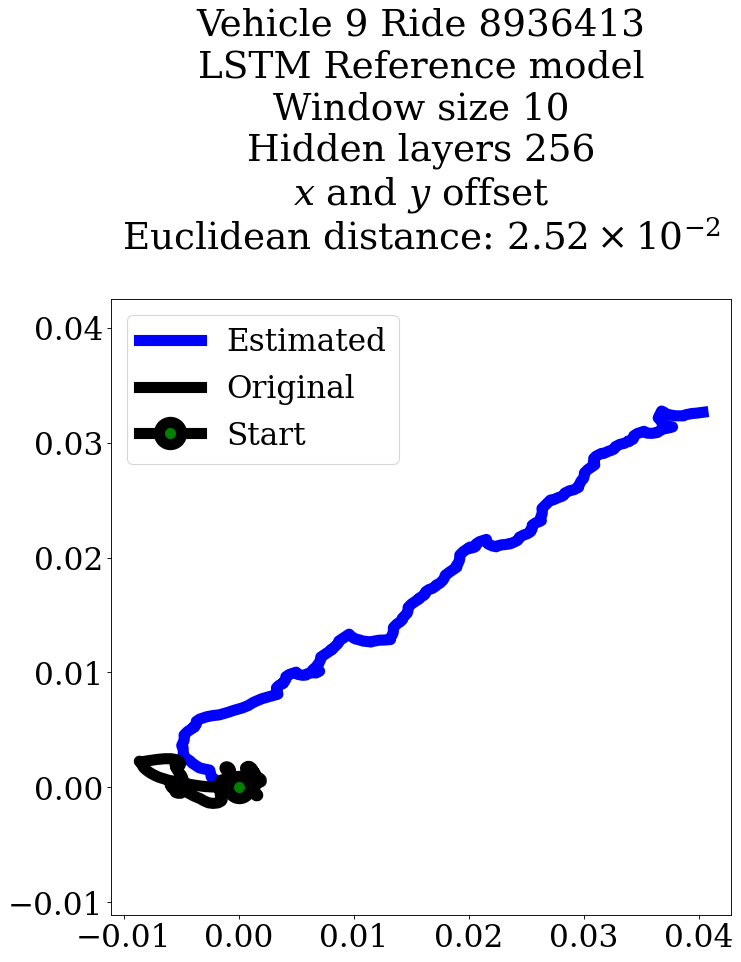 Vehicle 9 Ride 8936413
LSTM Reference model
Window size 10
Hidden layers 256
x and y offset
Euclidean distance: 2.52 × 10⁻²
Estimated
Original
Start
0.04
0.03
0.02
0.01
0.00
−0.01
−0.01 0.00 0.01 0.02 0.03 0.04